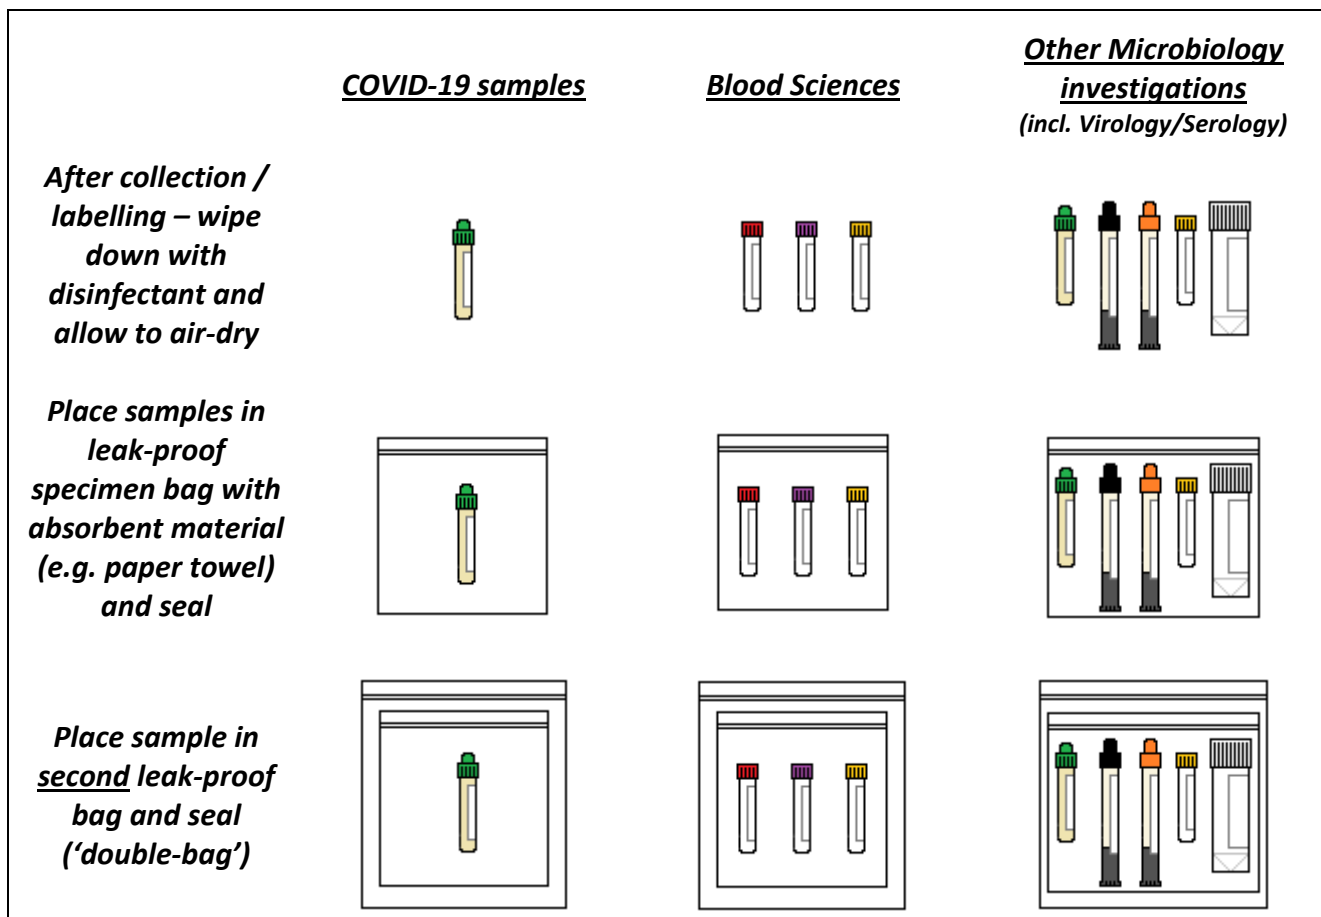 COVID-19 samples
Blood Sciences
Other Microbiology
investigations
(incl. Virology/Serology)
After collection /
labelling – wipe
down with
disinfectant and
allow to air-dry
Place samples in
leak-proof
specimen bag with
absorbent material
(e.g. paper towel)
and seal
Place sample in
second leak-proof
bag and seal
(‘double-bag’)